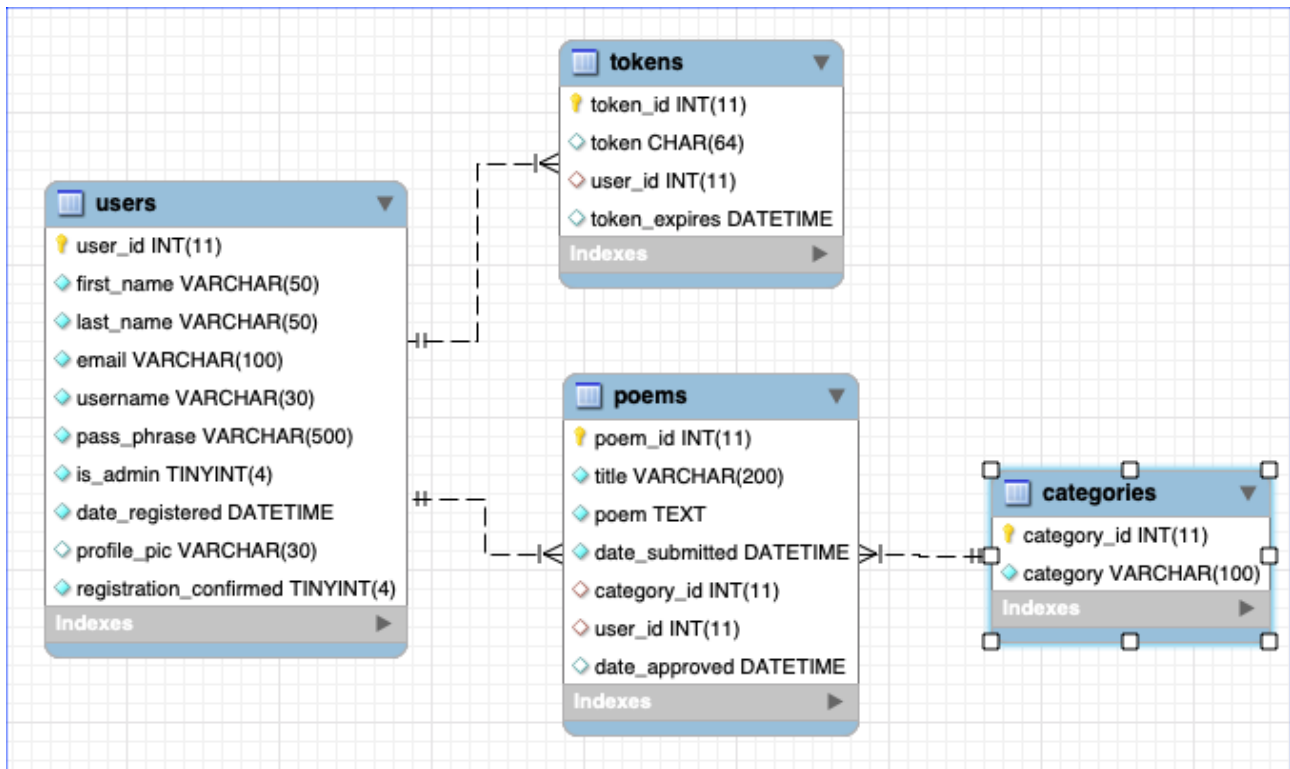 tokens
token_id INT(11)
token CHAR(64)
user_id INT(11)
token_expires DATETIME
Indexes
users
user_id INT(11)
first_name VARCHAR(50)
last_name VARCHAR(50)
email VARCHAR(100)
username VARCHAR(30)
pass_phrase VARCHAR(500)
is_admin TINYINT(4)
date_registered DATETIME
profile_pic VARCHAR(30)
registration_confirmed TINYINT(4)
Indexes
poems
poem_id INT(11)
title VARCHAR(200)
poem TEXT
date_submitted DATETIME
category_id INT(11)
user_id INT(11)
date_approved DATETIME
Indexes
categories
category_id INT(11)
category VARCHAR(100)
Indexes